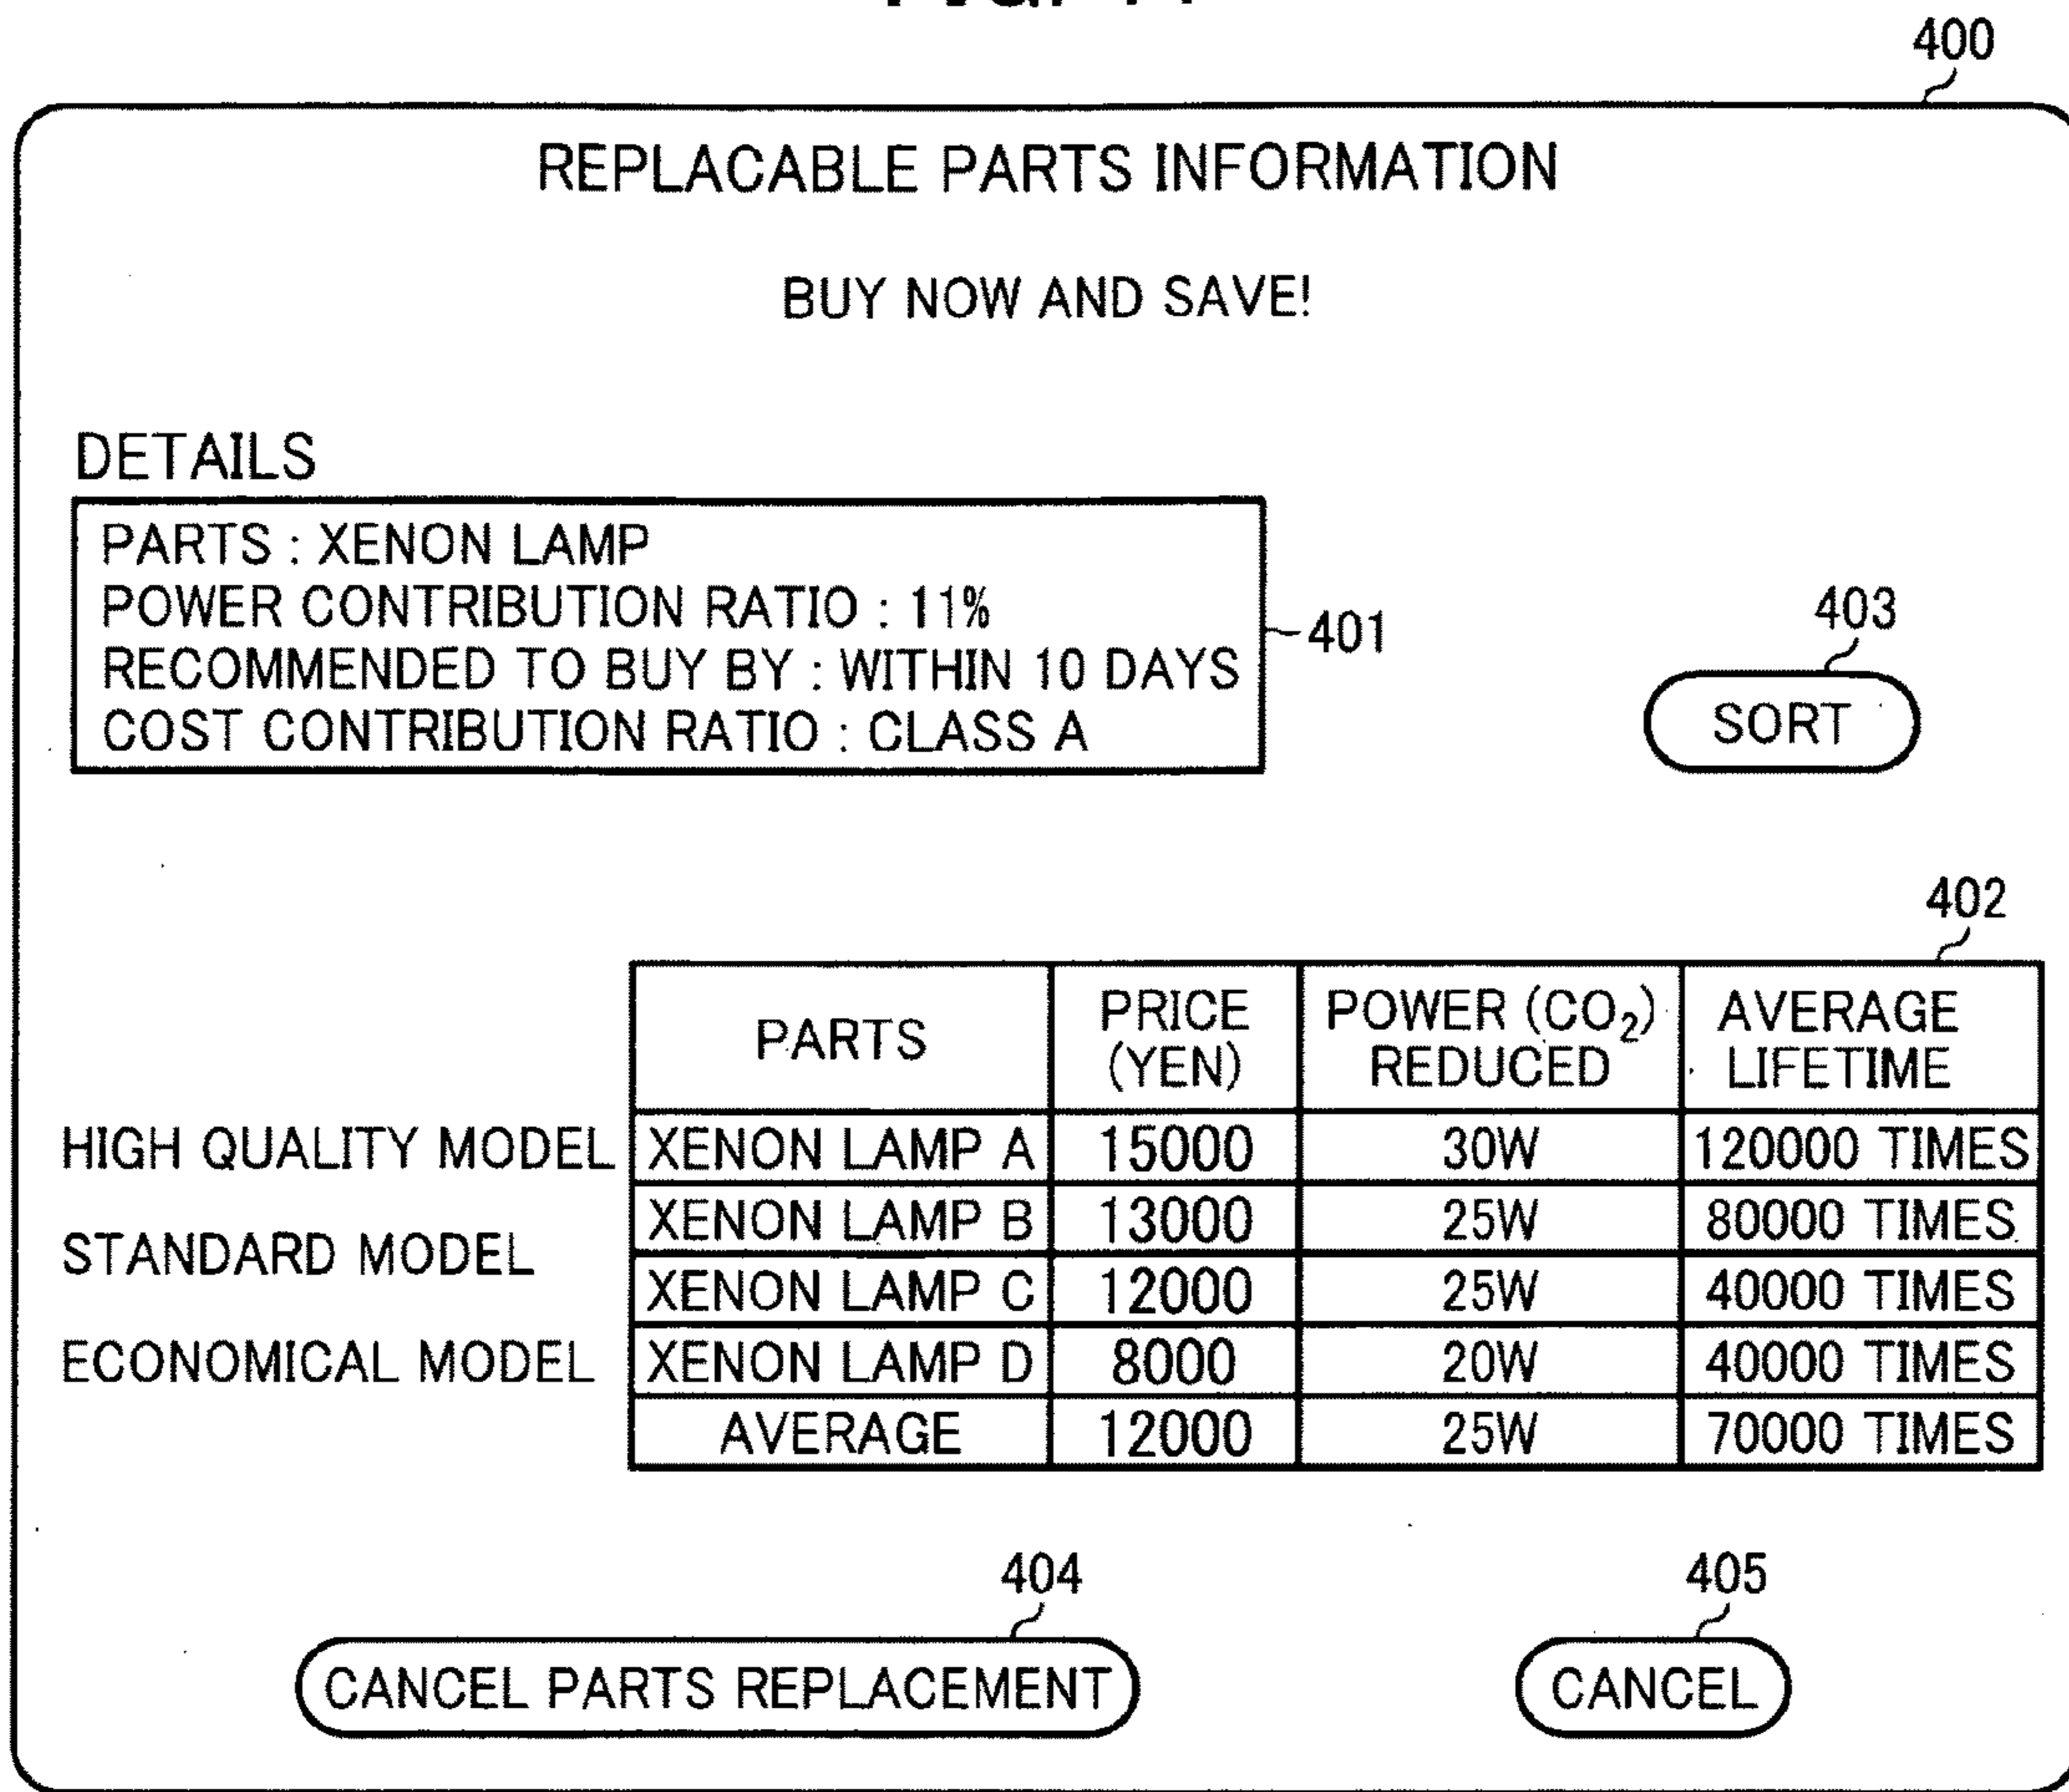 400
REPLACABLE PARTS INFORMATION
BUY NOW AND SAVE!
DETAILS
PARTS : XENON LAMP
POWER CONTRIBUTION RATIO : 11%
RECOMMENDED TO BUY BY : WITHIN 10 DAYS
COST CONTRIBUTION RATIO : CLASS A
401
403
SORT
402
PARTS PRICE (YEN) POWER (CO₂) REDUCED AVERAGE LIFETIME
HIGH QUALITY MODEL XENON LAMP A 15000 30W 120000 TIMES
XENON LAMP B 13000 25W 80000 TIMES
STANDARD MODEL
XENON LAMP C 12000 25W 40000 TIMES
ECONOMICAL MODEL XENON LAMP D 8000 20W 40000 TIMES
AVERAGE 12000 25W 70000 TIMES
404
CANCEL PARTS REPLACEMENT
405
CANCEL